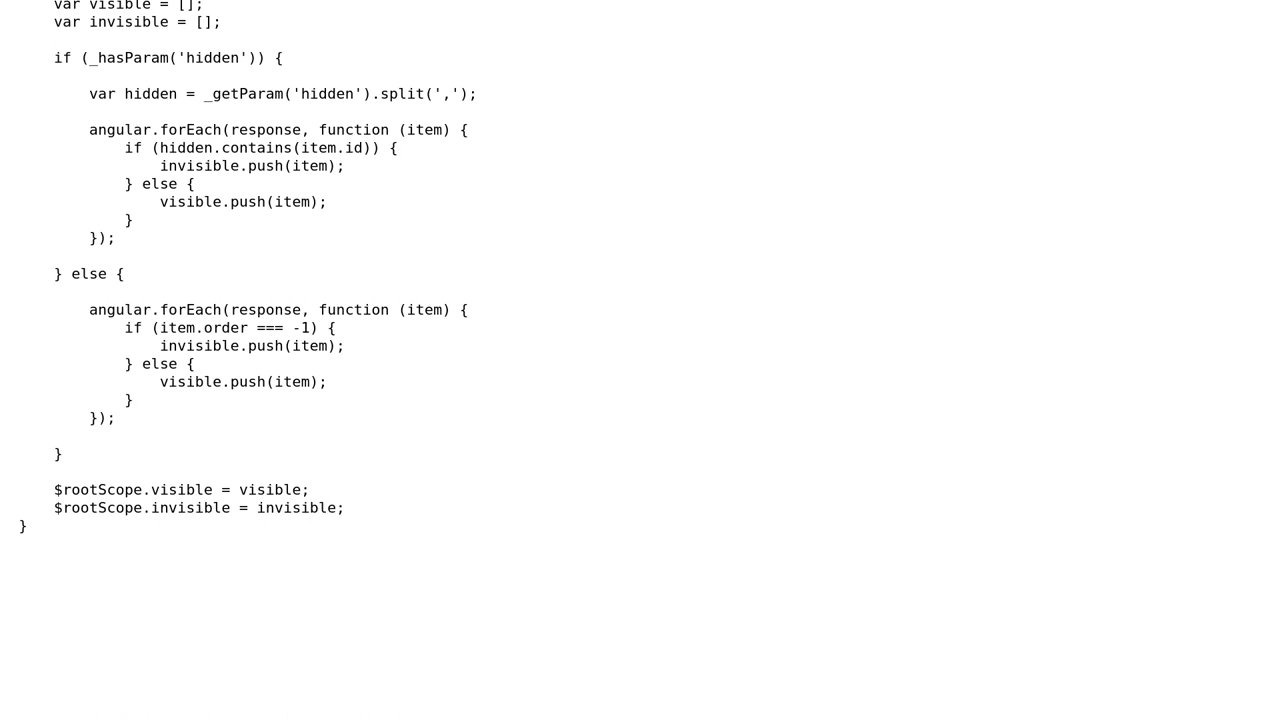 var visible = [];
var invisible = [];
if (_hasParam('hidden')) {
var hidden = _getParam('hidden').split(',');
angular.forEach(response, function (item) {
if (hidden.contains(item.id)) {
invisible.push(item);
} else {
visible.push(item);
}
});
} else {
angular.forEach(response, function (item) {
if (item.order === -1) {
invisible.push(item);
} else {
visible.push(item);
}
});
}
$rootScope.visible = visible;
$rootScope.invisible = invisible;
}